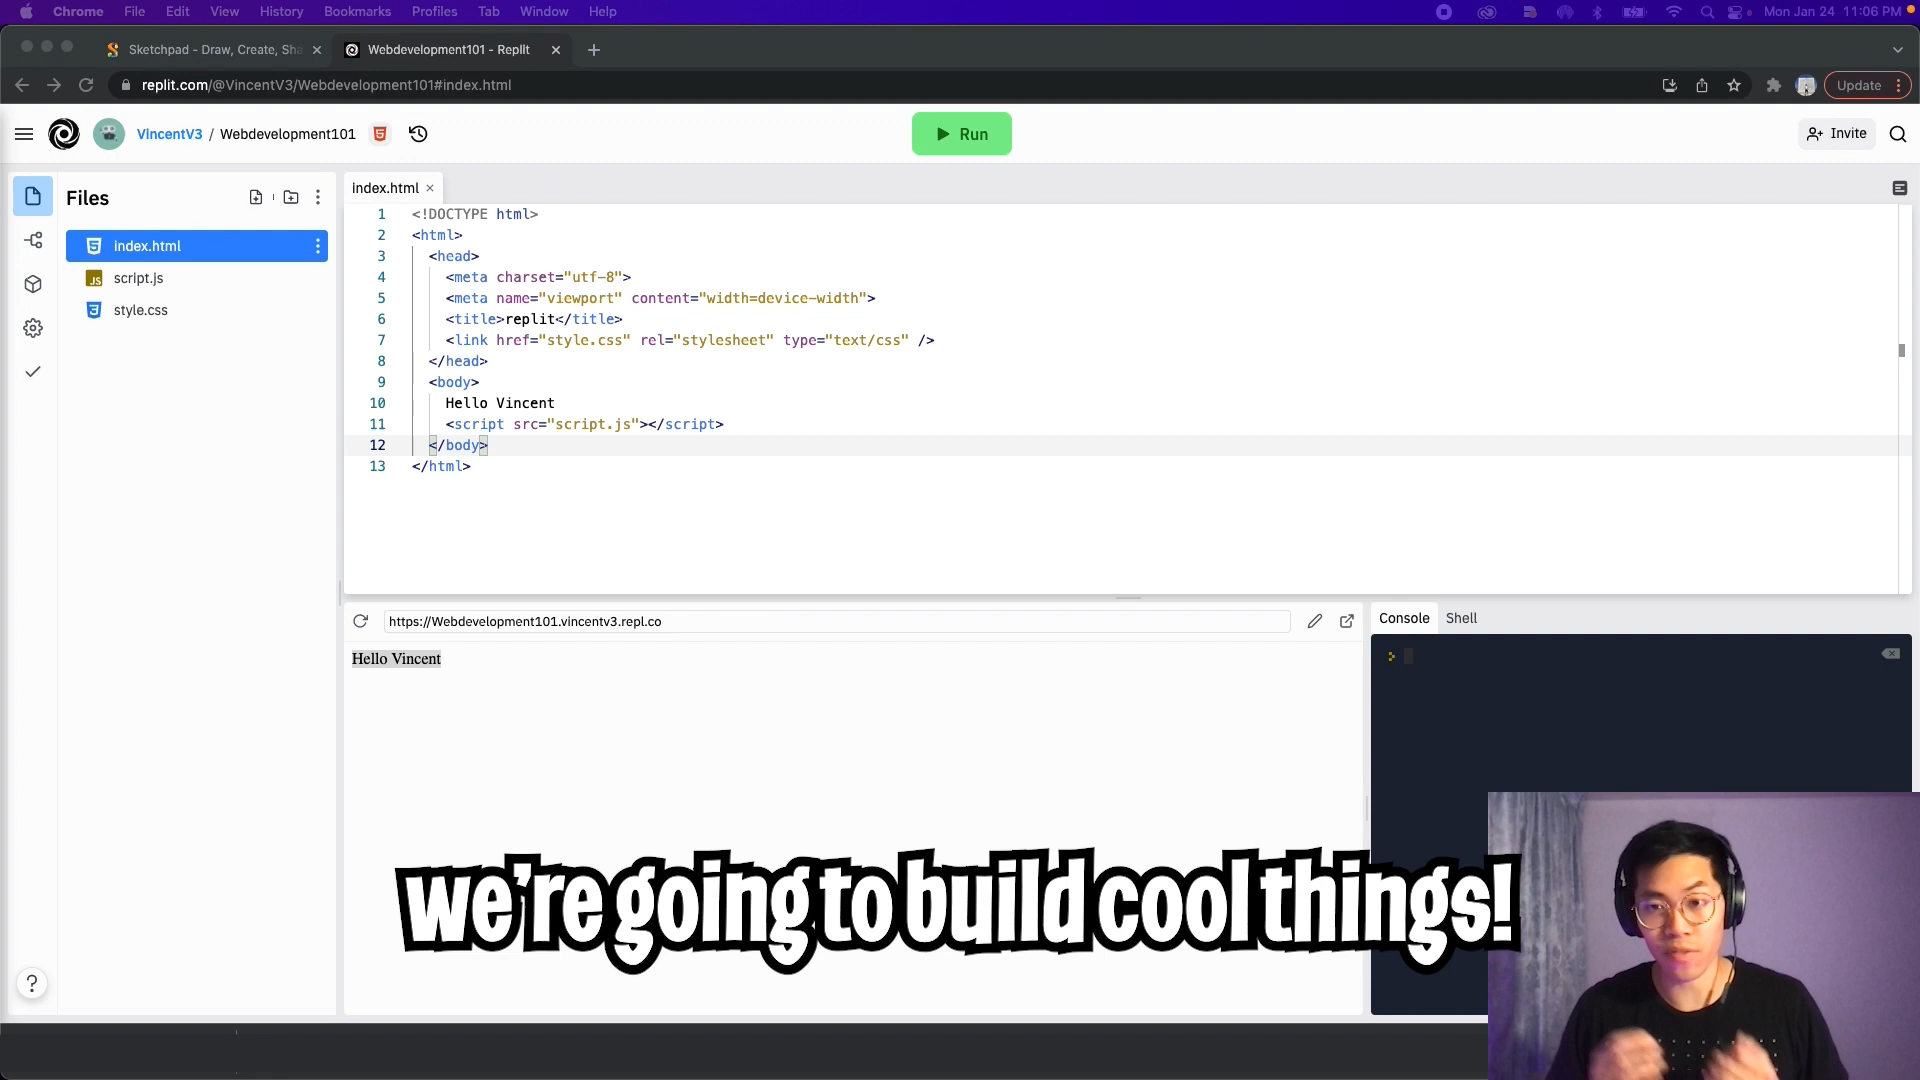 Chrome File Edit View History Bookmarks Profiles Tab Window Help Mon Jan 24 11:06 PM
Sketchpad - Draw, Create, Sha Webdevelopment101 - Replit
replit.com/@VincentV3/Webdevelopment101#index.html Update
VincentV3 / Webdevelopment101 Run Invite
Files
index.html
script.js
style.css
index.html
1 <!DOCTYPE html>
2 <html>
3 <head>
4 <meta charset="utf-8">
5 <meta name="viewport" content="width=device-width">
6 <title>replit</title>
7 <link href="style.css" rel="stylesheet" type="text/css" />
8 </head>
9 <body>
10 Hello Vincent
11 <script src="script.js"></script>
12 </body>
13 </html>
https://Webdevelopment101.vincentv3.repl.co
Hello Vincent
Console Shell
we're going to build cool things!